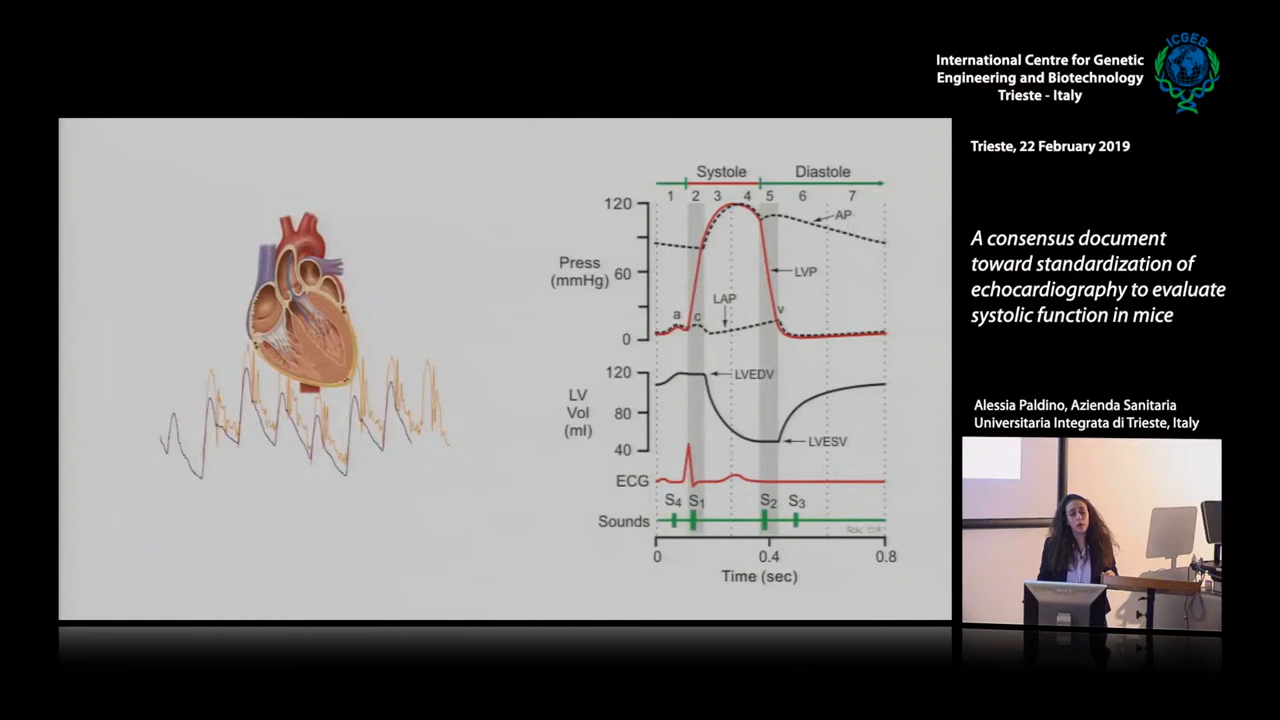 International Centre for Genetic
Engineering and Biotechnology
Trieste - Italy
ICGEB
Trieste, 22 February 2019
A consensus document
toward standardization of
echocardiography to evaluate
systolic function in mice
Alessia Paldino, Azienda Sanitaria
Universitaria Integrata di Trieste, Italy
Systole Diastole
1 2 3 4 5 6 7
120
AP
Press
(mmHg)
60
LVP
LAP
a c v
0
120
LVEDV
LV
Vol
(ml)
80
LVESV
40
ECG
S4 S1 S2 S3
Sounds
0 0.4 0.8
Time (sec)